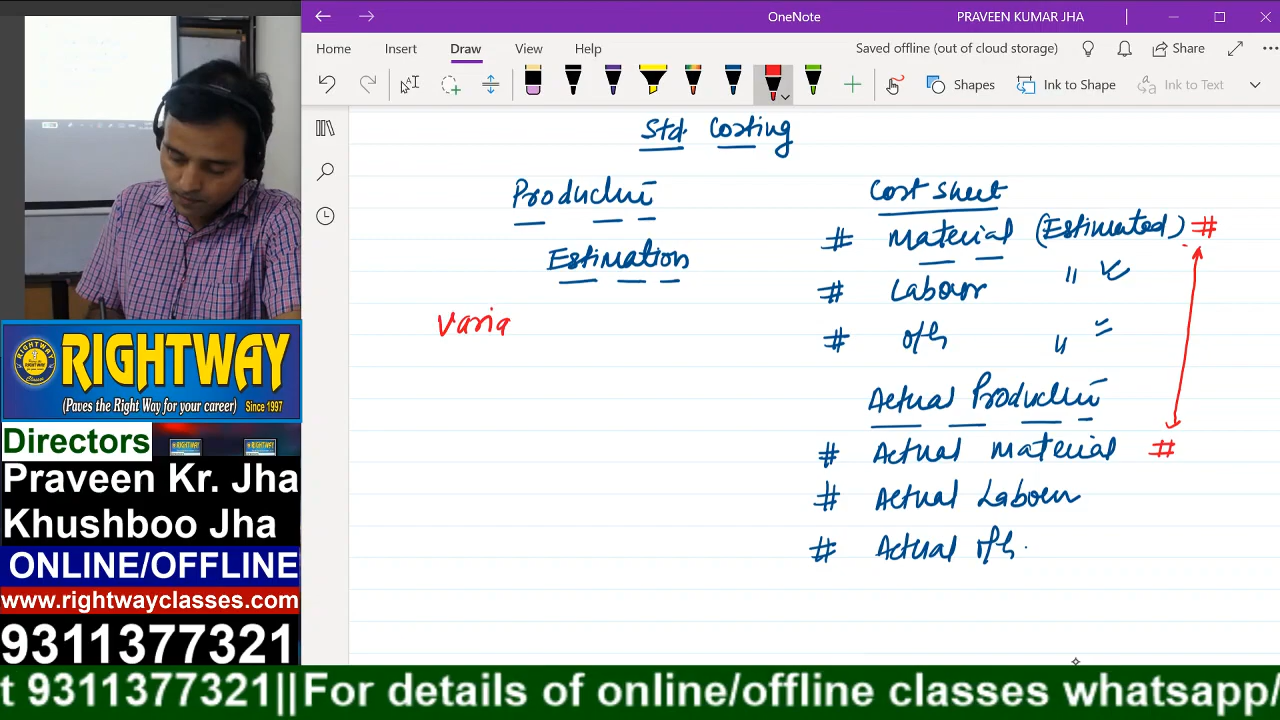 OneNote
PRAVEEN KUMAR JHA
Home Insert Draw View Help
Saved offline (out of cloud storage)
Share
Shapes
Ink to Shape
Ink to Text
Std. Costing
Production
Estimation
Varia
Cost sheet
# Material (Estimated) #
# Labour "
# o/h "
Actual Production
# Actual Material #
# Actual Labour
# Actual o/h.
RIGHTWAY
(Paves the Right Way for your career) Since 1997
Directors
Praveen Kr. Jha
Khushboo Jha
ONLINE/OFFLINE
www.rightwayclasses.com
9311377321
t 9311377321||For details of online/offline classes whatsapp/